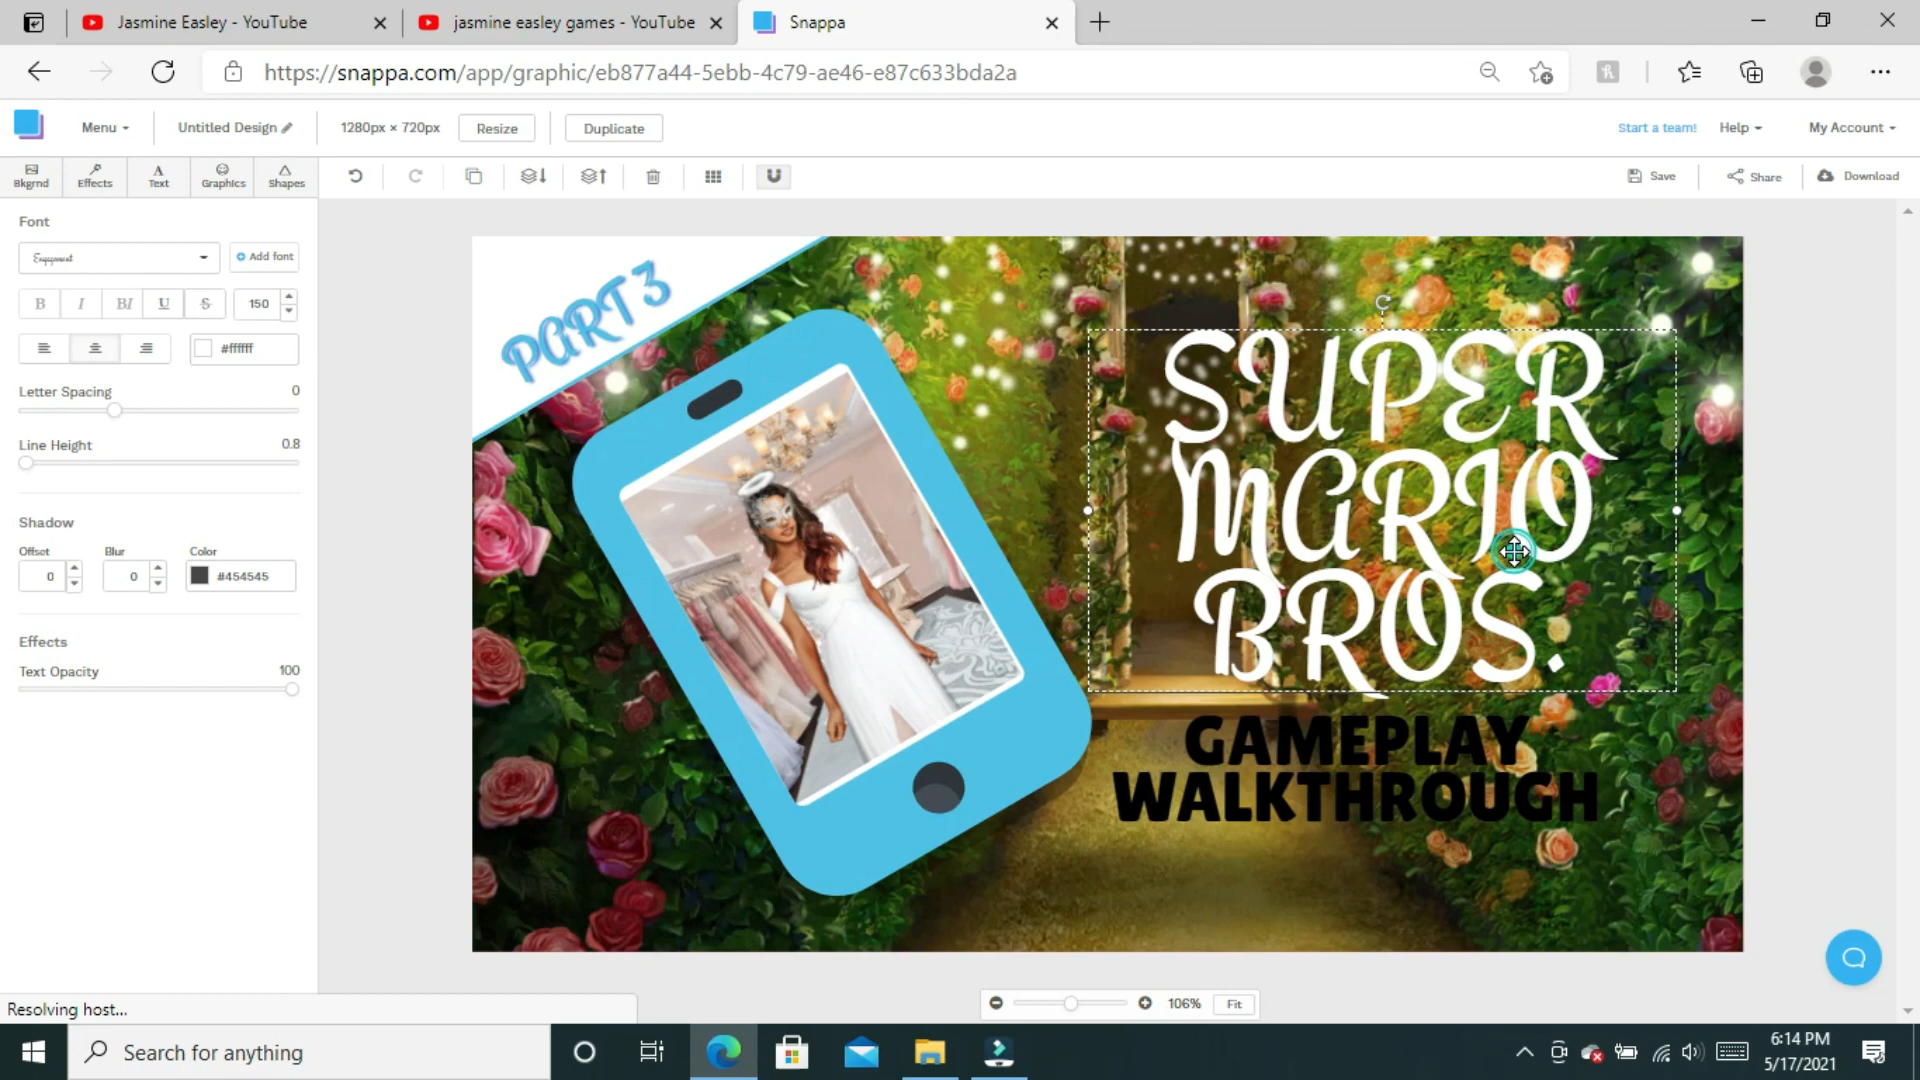 Jasmine Easley - YouTube
jasmine easley games - YouTube
Snappa
https://snappa.com/app/graphic/eb877a44-5ebb-4c79-ae46-e87c633bda2a
Menu
Untitled Design
1280px × 720px
Resize
Duplicate
Start a team!
Help
My Account
Bkgrnd
Effects
Text
Graphics
Shapes
Save
Share
Download
Font
Engagement
Add font
B
I
BI
U
S
150
#ffffff
Letter Spacing
0
Line Height
0.8
Shadow
Offset
Blur
Color
0
0
#454545
Effects
Text Opacity
100
PART 3
SUPER
MARIO
BROS.
GAMEPLAY
WALKTHROUGH
Resolving host...
106%
Fit
Search for anything
6:14 PM
5/17/2021